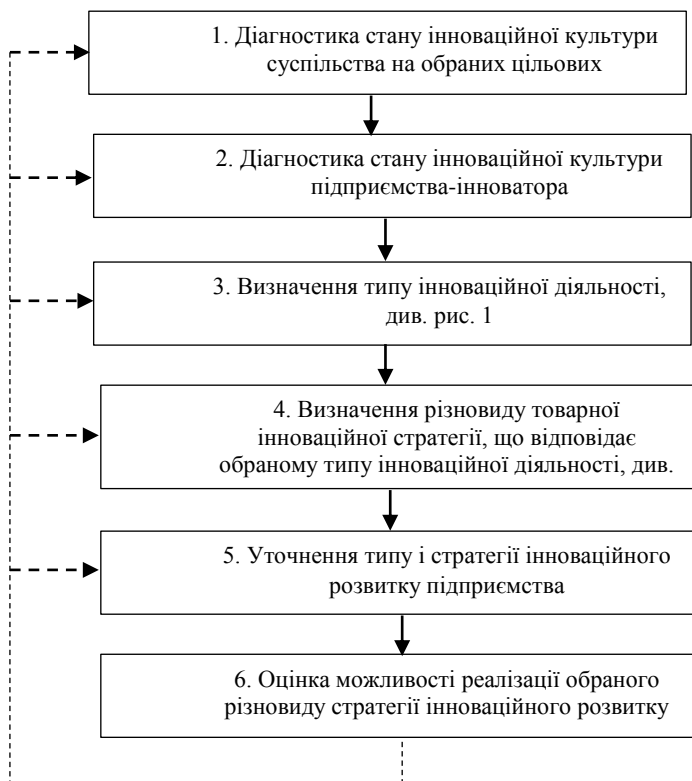 1. Діагностика стану інноваційної культури
суспільства на обраних цільових
2. Діагностика стану інноваційної культури
підприємства-інноватора
3. Визначення типу інноваційної діяльності,
див. рис. 1
4. Визначення різновиду товарної
інноваційної стратегії, що відповідає
обраному типу інноваційної діяльності, див.
5. Уточнення типу і стратегії інноваційного
розвитку підприємства
6. Оцінка можливості реалізації обраного
різновиду стратегії інноваційного розвитку